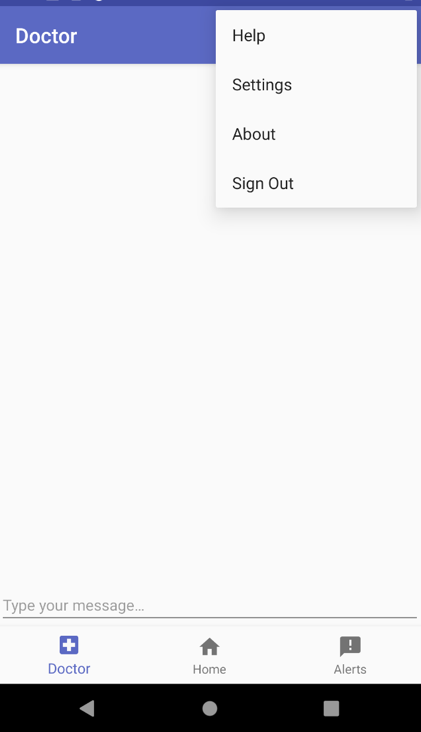 Doctor
Help
Settings
About
Sign Out
Type your message...
Doctor
Home
Alerts